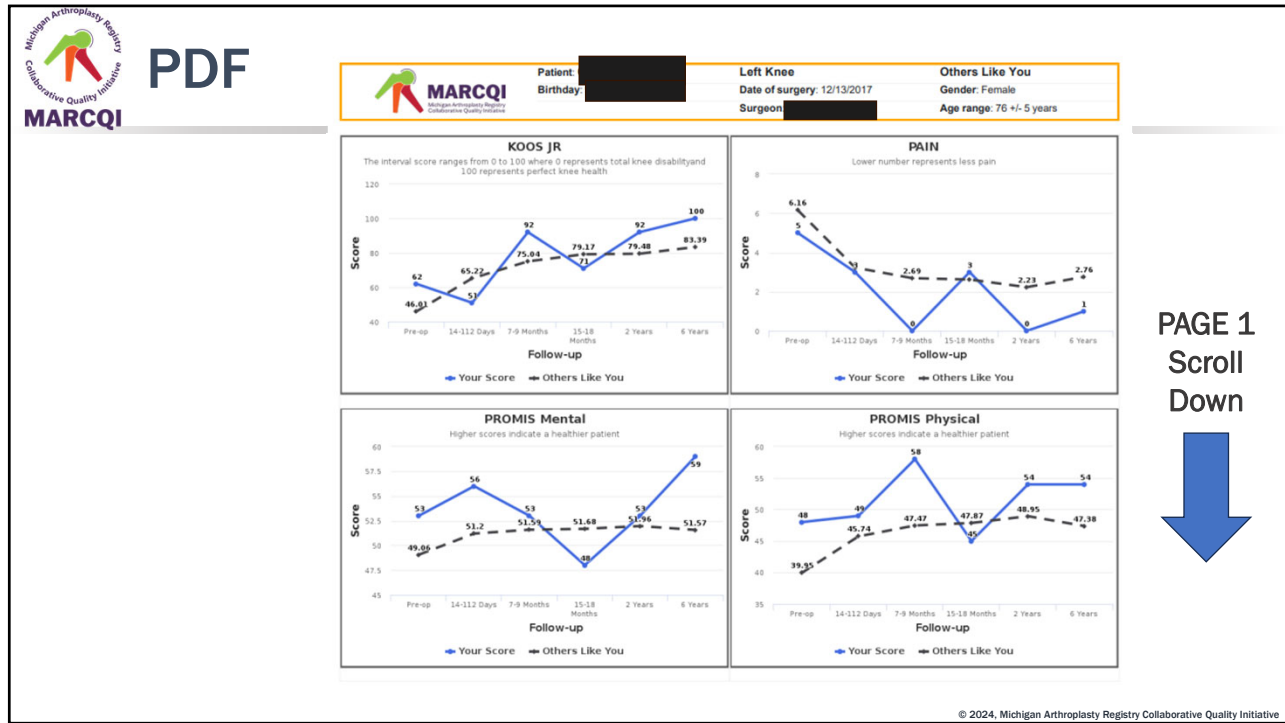 Michigan Arthroplasty Registry
Collaborative Quality Initiative
MARCQI
PDF
MARCQI
Michigan Arthroplasty Registry
Collaborative Quality Initiative
Patient:
Birthday:
Left Knee
Date of surgery: 12/13/2017
Surgeon:
Others Like You
Gender: Female
Age range: 76 +/- 5 years
KOOS JR
The interval score ranges from 0 to 100 where 0 represents total knee disabilityand
100 represents perfect knee health
120
100
80
60
40
Score
62
51
92
71
92
100
46.01
65.22
75.04
79.17
79.48
83.39
Pre-op
14-112 Days
7-9 Months
15-18
Months
2 Years
6 Years
Follow-up
Your Score
Others Like You
PAIN
Lower number represents less pain
8
6
4
2
0
Score
6.16
5
3
2.69
0
3
2.23
0
2.76
1
Pre-op
14-112 Days
7-9 Months
15-18 Months
2 Years
6 Years
Follow-up
Your Score
Others Like You
PROMIS Mental
Higher scores indicate a healthier patient
60
57.5
55
52.5
50
47.5
45
Score
53
56
53
48
53
59
49.06
51.2
51.59
51.68
51.96
51.57
Pre-op
14-112 Days
7-9 Months
15-18
Months
2 Years
6 Years
Follow-up
Your Score
Others Like You
PROMIS Physical
Higher scores indicate a healthier patient
60
55
50
45
40
35
Score
48
49
58
45
54
54
39.95
45.74
47.47
47.87
48.95
47.38
Pre-op
14-112 Days
7-9 Months
15-18 Months
2 Years
6 Years
Follow-up
Your Score
Others Like You
PAGE 1
Scroll
Down
© 2024, Michigan Arthroplasty Registry Collaborative Quality Initiative